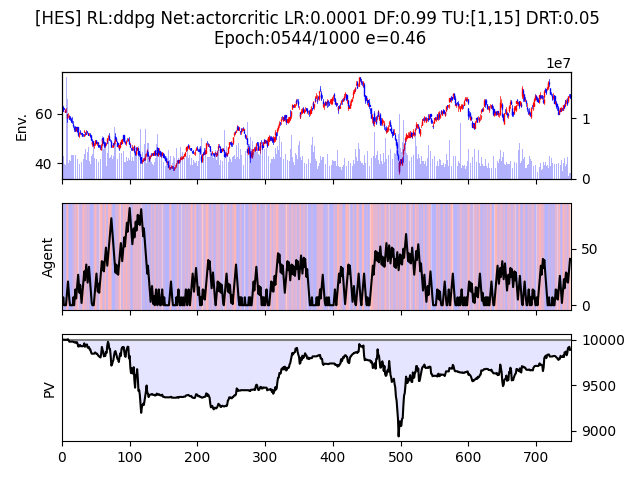 [HES] RL:ddpg Net:actorcritic LR:0.0001 DF:0.99 TU:[1,15] DRT:0.05
Epoch:0544/1000 e=0.46
1e7
Env.
60
40
1
0
Agent
50
0
PV
10000
9500
9000
0 100 200 300 400 500 600 700